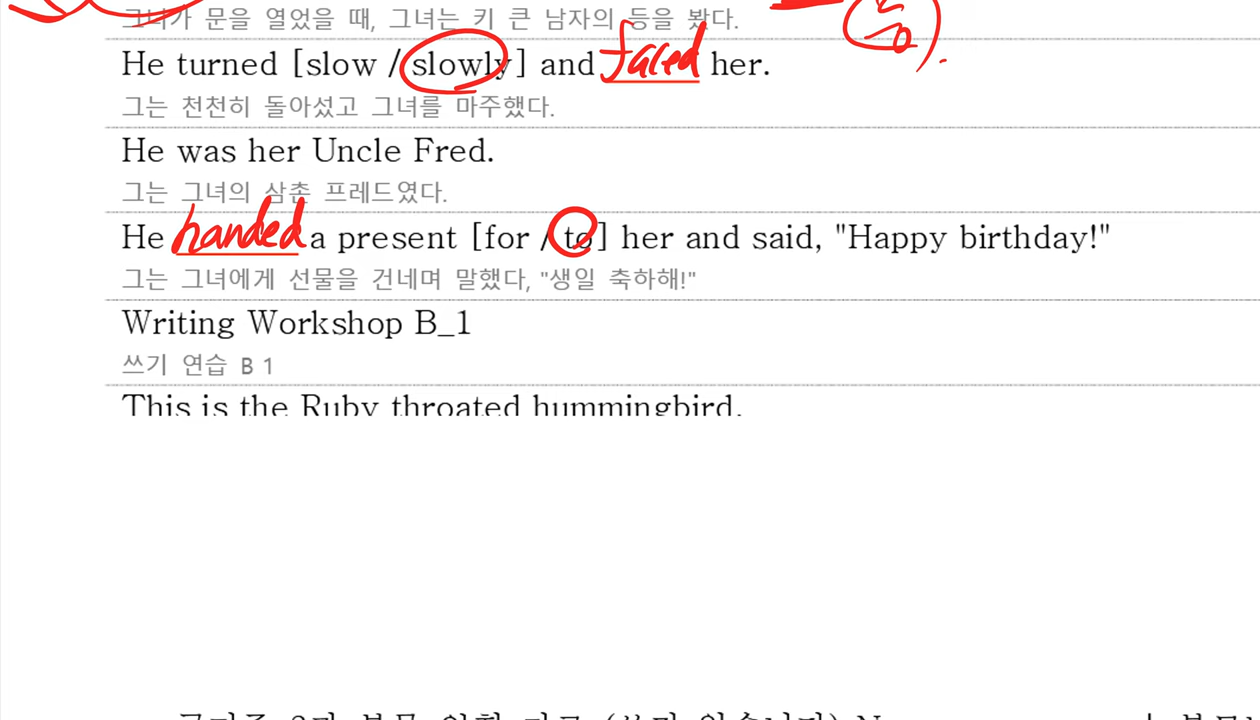 그녀가 문을 열었을 때, 그녀는 키 큰 남자의 등을 봤다.
He turned [slow / slowly] and faced her.
그는 천천히 돌아섰고 그녀를 마주했다.
He was her Uncle Fred.
그는 그녀의 삼촌 프레드였다.
He handed a present [for / to] her and said, "Happy birthday!"
그는 그녀에게 선물을 건네며 말했다, "생일 축하해!"
Writing Workshop B_1
쓰기 연습 B 1
This is the Ruby throated hummingbird.